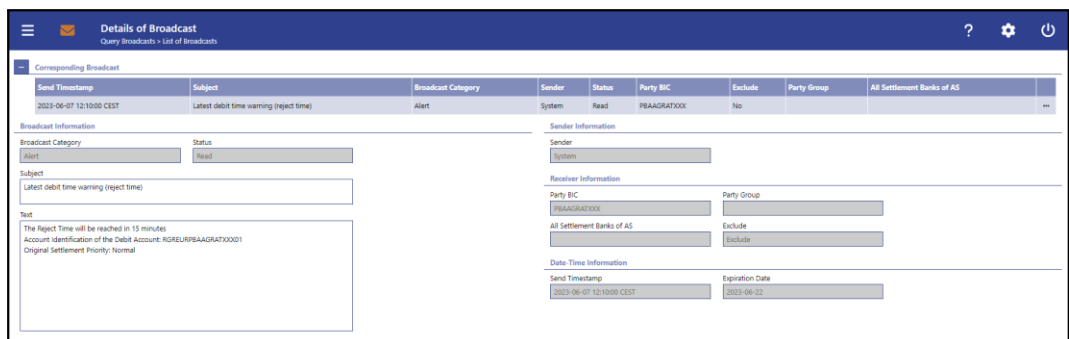 Details of Broadcast
Query Broadcasts > List of Broadcasts
?
Corresponding Broadcast
Send Timestamp Subject Broadcast Category Sender Status Party BIC Exclude Party Group All Settlement Banks of AS
2023-06-07 12:10:00 CEST Latest debit time warning (reject time) Alert System Read PBAAGRATXXX No ...
Broadcast Information
Broadcast Category Status
Alert Read
Subject
Latest debit time warning (reject time)
Text
The Reject Time will be reached in 15 minutes
Account Identification of the Debit Account: RGREURPBAAGRATXXX01
Original Settlement Priority: Normal
Sender Information
Sender
System
Receiver Information
Party BIC Party Group
PBAAGRATXXX
All Settlement Banks of AS Exclude
Exclude
Date-Time Information
Send Timestamp Expiration Date
2023-06-07 12:10:00 CEST 2023-06-22